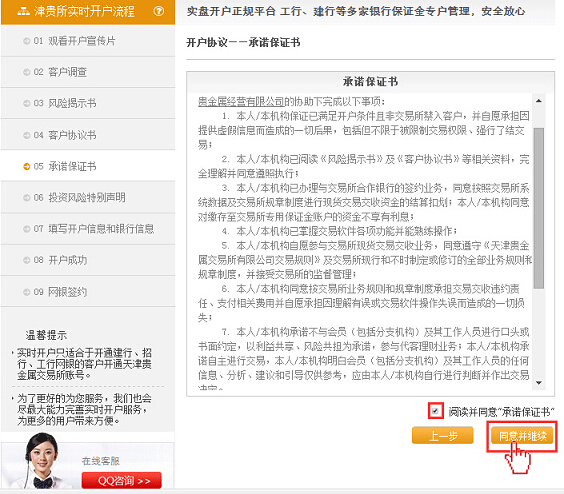 津贵所实时开户流程
01 观看开户宣传片
02 客户调查
03 风险揭示书
04 客户协议书
05 承诺保证书
06 投资风险特别声明
07 填写开户信息和银行信息
08 开户成功
09 网银签约
温馨提示
实时开户只适合于开通建行、招
行、工行网银的客户开通天津贵
金属交易所账号。
为了更好的为您服务，我们也会
尽最大能力完善实时开户服务，
为更多的用户带来方便。
在线客服
QQ咨询 >>
实盘开户正规平台 工行、建行等多家银行保证金专户管理，安全放心
开户协议——承诺保证书
承诺保证书
贵金属经营有限公司的协助下完成以下事项：
1. 本人/本机构保证已满足开户条件且非交易所禁入客户，并自愿承担因
提供虚假信息而造成的一切后果，包括但不限于被限制交易权限、强行了结交
易；
2. 本人/本机构已阅读《风险揭示书》及《客户协议书》等相关资料，完
全理解并同意遵照执行；
3. 本人/本机构已办理与交易所合作银行的签约业务，同意按照交易所系
统数据及交易所规章制度进行现货交易交收资金的结算扣划；本人/本机构同意
对缴存至交易所专用保证金账户的资金不享有利息；
4. 本人/本机构已掌握交易软件各项功能并能熟练操作；
5. 本人/本机构自愿参与交易所现货交易交收业务，同意遵守《天津贵金
属交易所有限公司交易规则》及交易所现行和不时制定或修订的全部业务规则和
规章制度，并接受交易所的监督管理；
6. 本人/本机构同意按交易所业务规则和规章制度承担交易交收违约责
任、支付相关费用并自愿承担因理解有误或交易软件操作失误而造成的一切损
失；
7. 本人/本机构承诺不与会员（包括分支机构）及其工作人员进行口头或
书面约定，以利益共享、风险共担为承诺，参与代客理财业务；本人/本机构承
诺自主进行交易，本人/本机构明白会员（包括分支机构）及其工作人员的任何
信息、分析、建议和引导仅供参考，应由本人/本机构自行进行判断并作出交易
决定。
阅读并同意“承诺保证书”
上一步
同意并继续